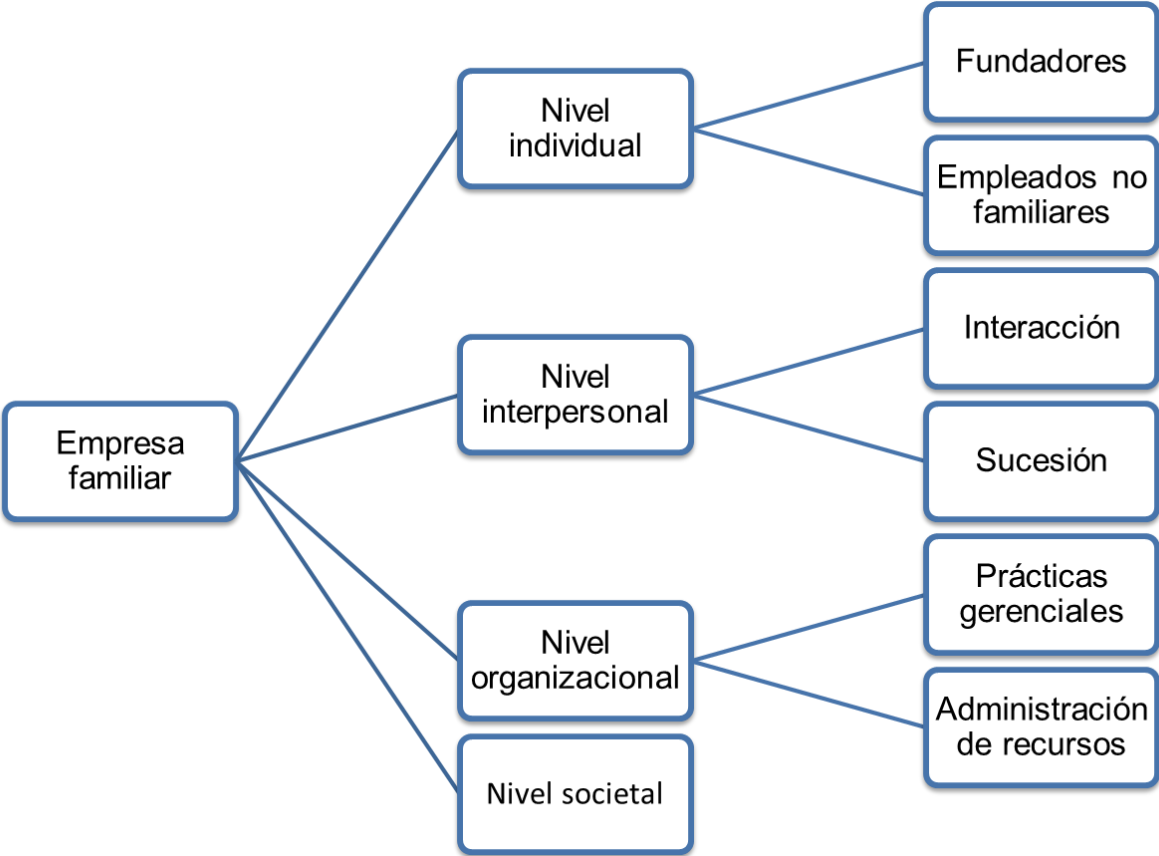 Empresa
familiar
Nivel
individual
Fundadores
Empleados no
familiares
Nivel
interpersonal
Interacción
Sucesión
Nivel
organizacional
Prácticas
gerenciales
Administración
de recursos
Nivel societal